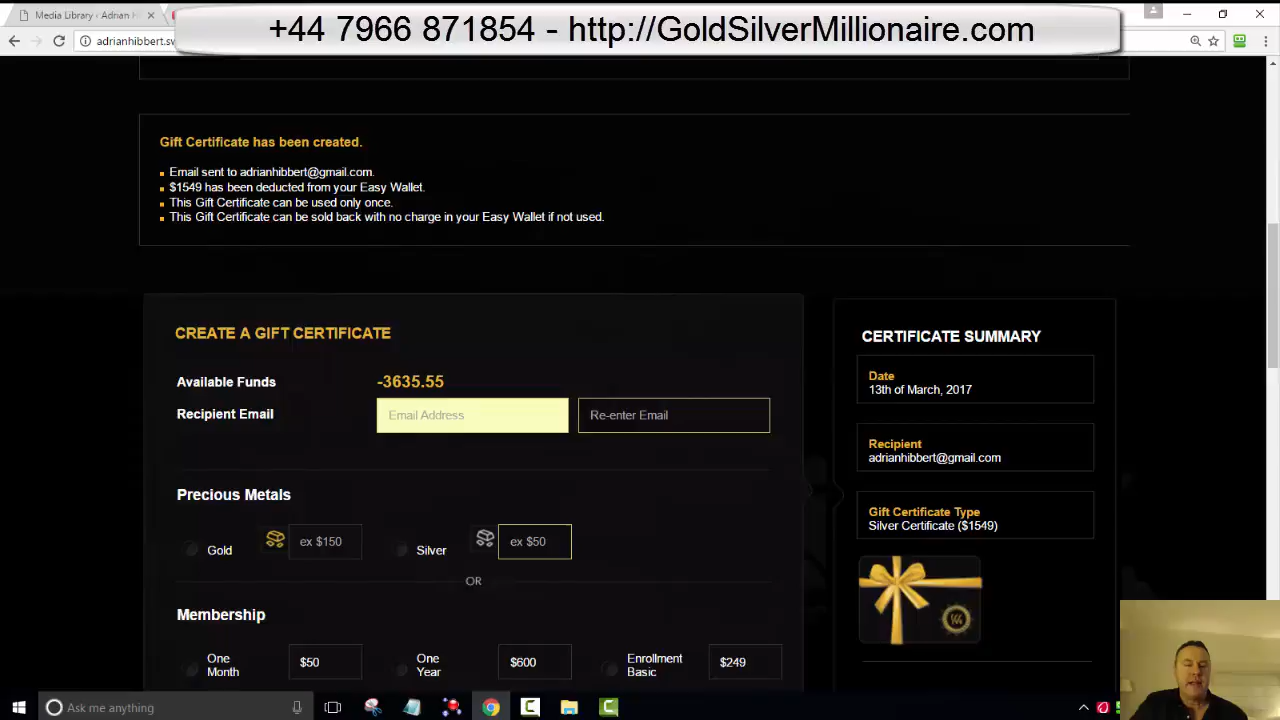 Media Library ‹ Adrian H
+44 7966 871854 - http://GoldSilverMillionaire.com
adrianhibbert.sw
Gift Certificate has been created.
Email sent to adrianhibbert@gmail.com.
$1549 has been deducted from your Easy Wallet.
This Gift Certificate can be used only once.
This Gift Certificate can be sold back with no charge in your Easy Wallet if not used.
CREATE A GIFT CERTIFICATE
Available Funds -3635.55
Recipient Email Email Address Re-enter Email
Precious Metals
Gold ex $150 Silver ex $50
OR
Membership
One Month $50 One Year $600 Enrollment Basic $249
CERTIFICATE SUMMARY
Date
13th of March, 2017
Recipient
adrianhibbert@gmail.com
Gift Certificate Type
Silver Certificate ($1549)
Ask me anything